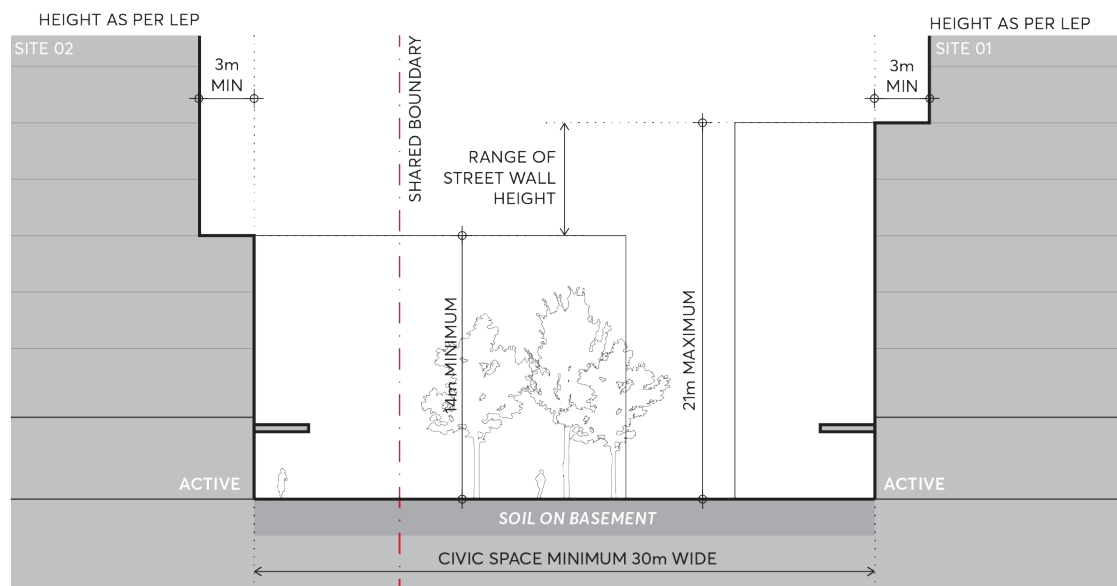 HEIGHT AS PER LEP
HEIGHT AS PER LEP
SITE 02
SITE 01
3m
MIN
SHARED BOUNDARY
3m
MIN
RANGE OF
STREET WALL
HEIGHT
14m MINIMUM
21m MAXIMUM
ACTIVE
ACTIVE
SOIL ON BASEMENT
CIVIC SPACE MINIMUM 30m WIDE